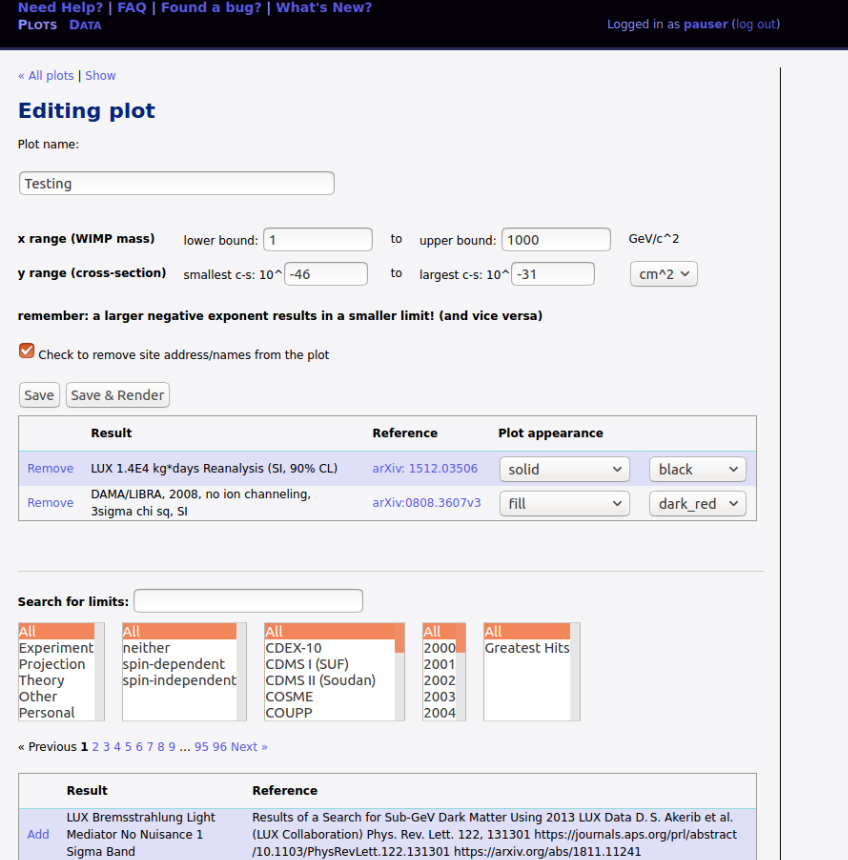 Need Help? | FAQ | Found a bug? | What's New?
PLOTS DATA
Logged in as pauser (log out)
« All plots | Show
Editing plot
Plot name:
Testing
x range (WIMP mass) lower bound: 1 to upper bound: 1000 GeV/c^2
y range (cross-section) smallest c-s: 10^ -46 to largest c-s: 10^ -31 cm^2
remember: a larger negative exponent results in a smaller limit! (and vice versa)
Check to remove site address/names from the plot
Save Save & Render
Result Reference Plot appearance
Remove LUX 1.4E4 kg*days Reanalysis (SI, 90% CL) arXiv: 1512.03506 solid black
Remove DAMA/LIBRA, 2008, no ion channeling,
3sigma chi sq, SI arXiv:0808.3607v3 fill dark_red
Search for limits:
All
Experiment
Projection
Theory
Other
Personal
All
neither
spin-dependent
spin-independent
All
CDEX-10
CDMS I (SUF)
CDMS II (Soudan)
COSME
COUPP
All
2000
2001
2002
2003
2004
All
Greatest Hits
« Previous 1 2 3 4 5 6 7 8 9 ... 95 96 Next »
Result Reference
Add
LUX Bremsstrahlung Light
Mediator No Nuisance 1
Sigma Band
Results of a Search for Sub-GeV Dark Matter Using 2013 LUX Data D. S. Akerib et al.
(LUX Collaboration) Phys. Rev. Lett. 122, 131301 https://journals.aps.org/prl/abstract
/10.1103/PhysRevLett.122.131301 https://arxiv.org/abs/1811.11241